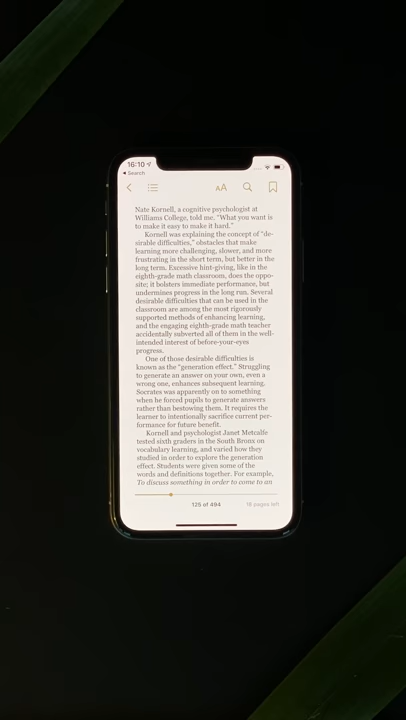 16:10
Search
AA
Nate Kornell, a cognitive psychologist at
Williams College, told me. “What you want is
to make it easy to make it hard.”
Kornell was explaining the concept of “de-
sirable difficulties,” obstacles that make
learning more challenging, slower, and more
frustrating in the short term, but better in the
long term. Excessive hint-giving, like in the
eighth-grade math classroom, does the oppo-
site; it bolsters immediate performance, but
undermines progress in the long run. Several
desirable difficulties that can be used in the
classroom are among the most rigorously
supported methods of enhancing learning,
and the engaging eighth-grade math teacher
accidentally subverted all of them in the well-
intended interest of before-your-eyes
progress.
One of those desirable difficulties is
known as the “generation effect.” Struggling
to generate an answer on your own, even a
wrong one, enhances subsequent learning.
Socrates was apparently on to something
when he forced pupils to generate answers
rather than bestowing them. It requires the
learner to intentionally sacrifice current per-
formance for future benefit.
Kornell and psychologist Janet Metcalfe
tested sixth graders in the South Bronx on
vocabulary learning, and varied how they
studied in order to explore the generation
effect. Students were given some of the
words and definitions together. For example,
To discuss something in order to come to an
125 of 494
18 pages left